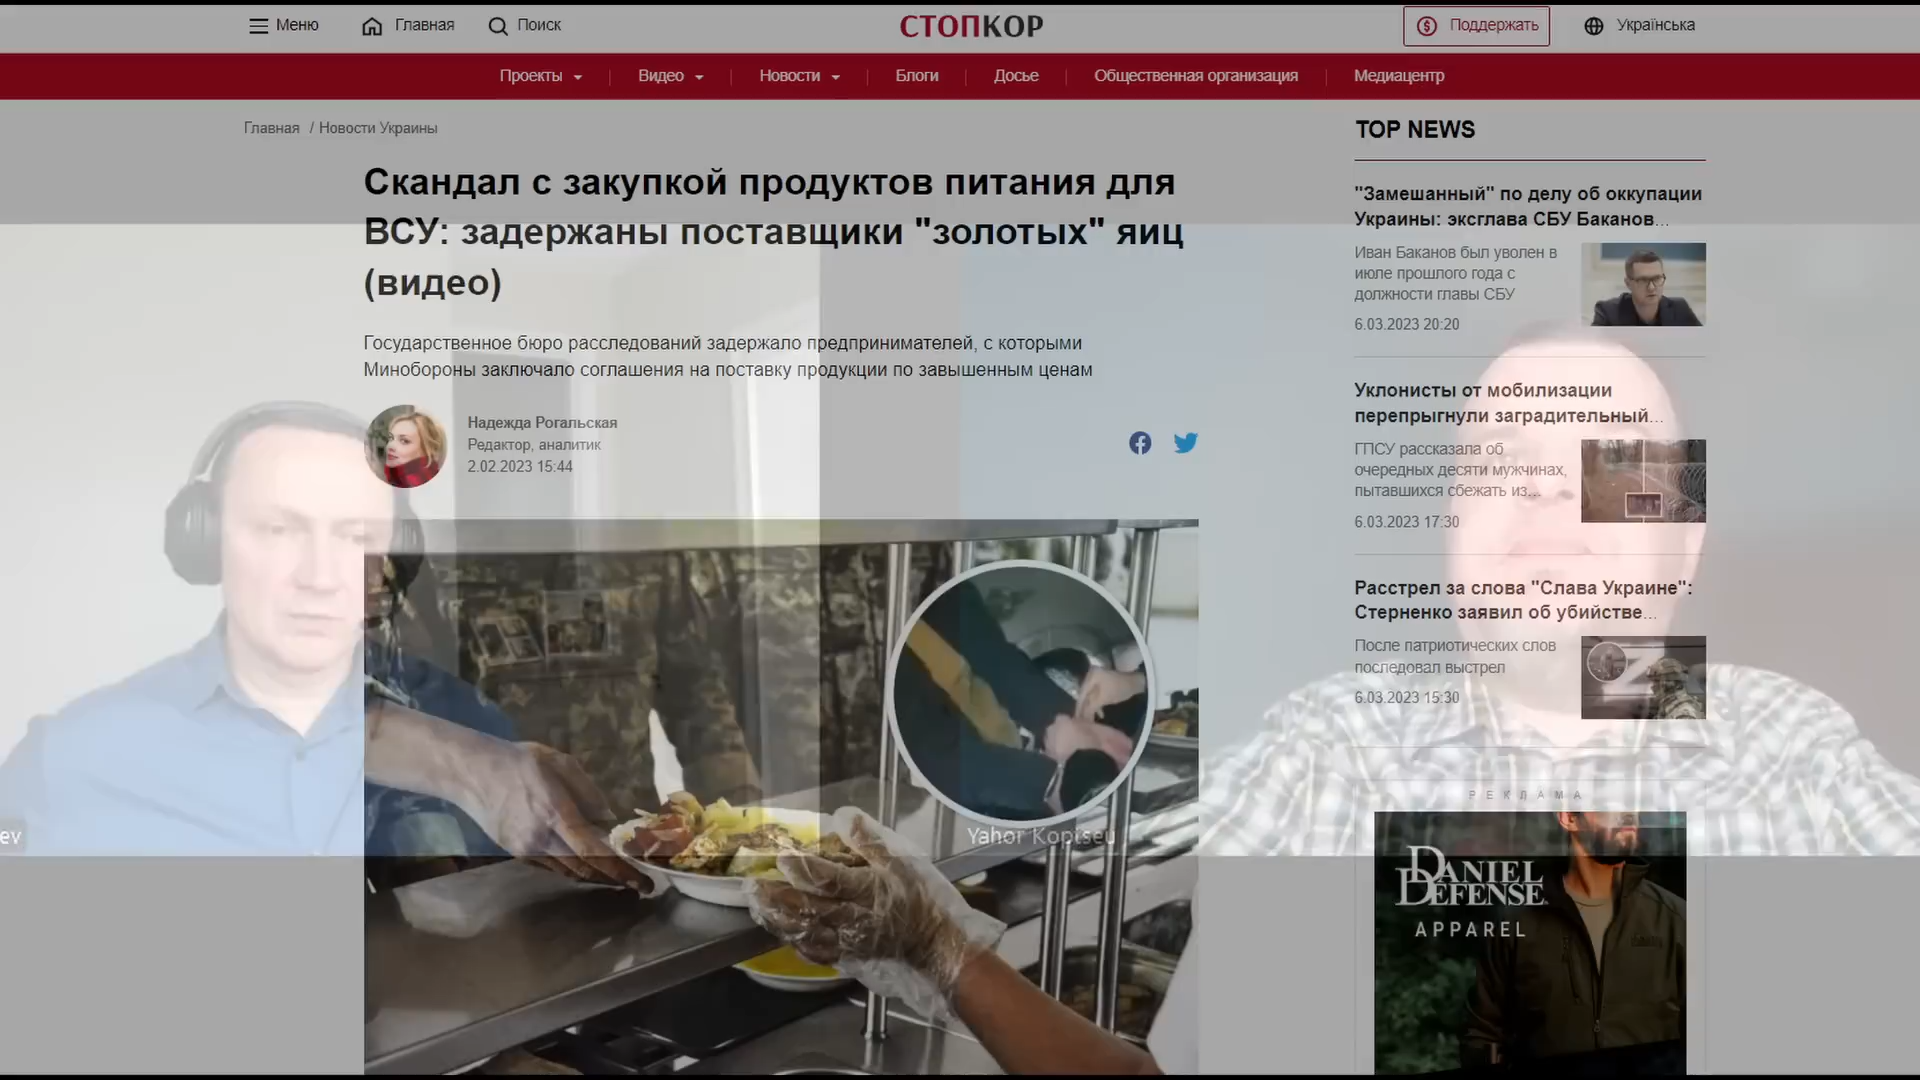 Меню
Главная
Поиск
СТОПКОР
Поддержать
Українська
Проекты
Видео
Новости
Блоги
Досье
Общественная организация
Медиацентр
Главная / Новости Украины
Скандал с закупкой продуктов питания для
ВСУ: задержаны поставщики "золотых" яиц
(видео)
Государственное бюро расследований задержало предпринимателей, с которыми
Минобороны заключало соглашения на поставку продукции по завышенным ценам
Надежда Рогальская
Редактор, аналитик
2.02.2023 15:44
TOP NEWS
"Замешанный" по делу об оккупации
Украины: эксглава СБУ Баканов...
Иван Баканов был уволен в
июле прошлого года с
должности главы СБУ
6.03.2023 20:20
Уклонисты от мобилизации
перепрыгнули заградительный...
ГПСУ рассказала об
очередных десяти мужчинах,
пытавшихся сбежать из...
6.03.2023 17:30
Расстрел за слова "Слава Украине":
Стерненко заявил об убийстве...
После патриотических слов
последовал выстрел
6.03.2023 15:30
РЕКЛАМА
DANIEL
DEFENSE
APPAREL
ev
Yahor Koptseu